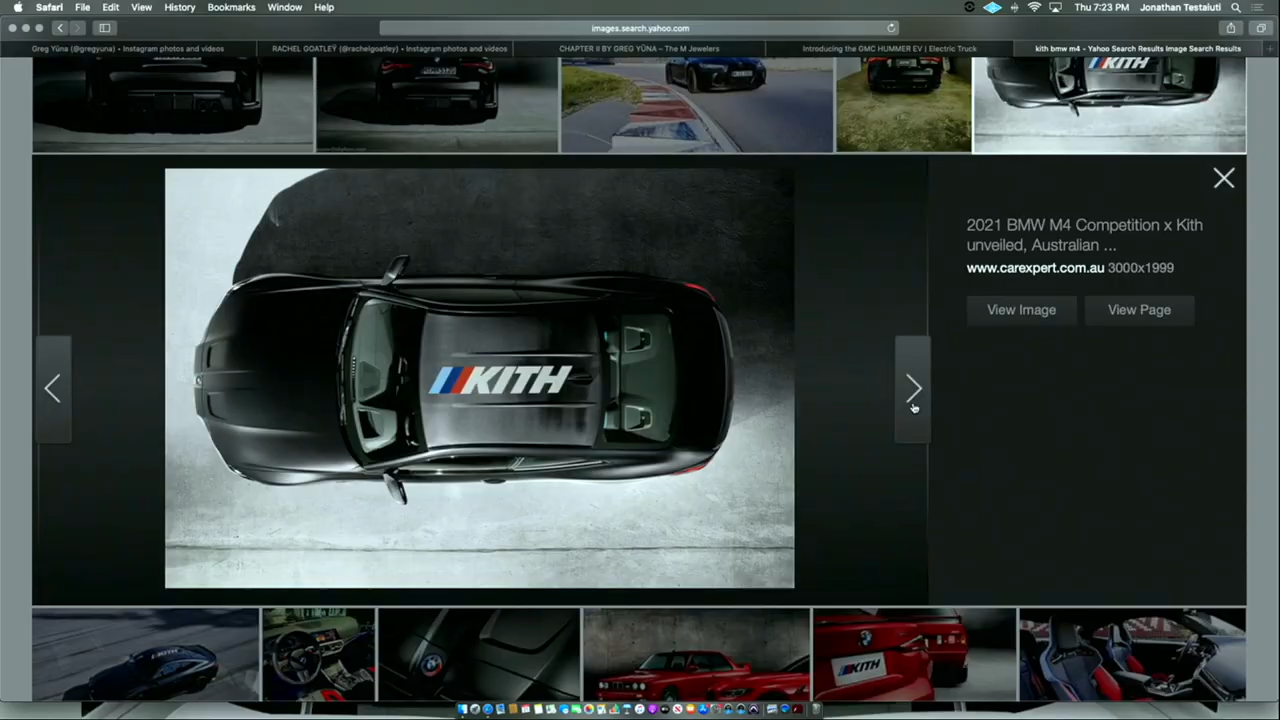 Safari File Edit View History Bookmarks Window Help
Thu 7:23 PM Jonathan Testaluti
images.search.yahoo.com
Greg Yüna (@gregyuna) • Instagram photos and videos
RACHEL GOATLEY (@rachelgoatley) • Instagram photos and videos
CHAPTER II BY GREG YÜNA – The M Jewelers
Introducing the GMC HUMMER EV | Electric Truck
kith bmw m4 - Yahoo Search Results Image Search Results
KITH
2021 BMW M4 Competition x Kith
unveiled, Australian ...
www.carexpert.com.au 3000x1999
View Image View Page
KITH
KITH
KITH